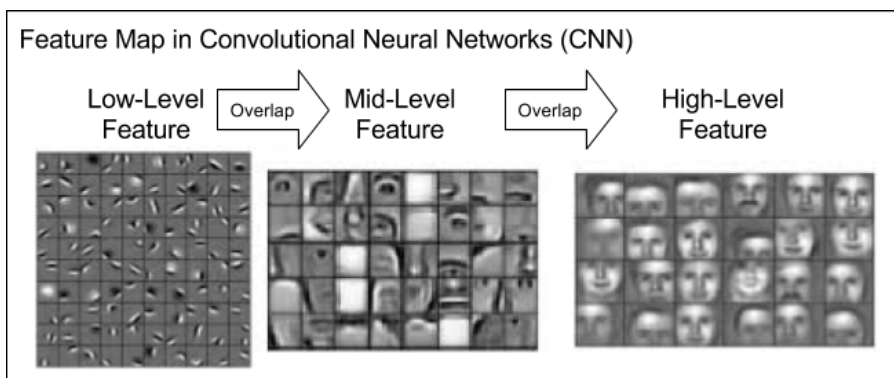 Feature Map in Convolutional Neural Networks (CNN)
Low-Level
Feature
Overlap
Mid-Level
Feature
Overlap
High-Level
Feature